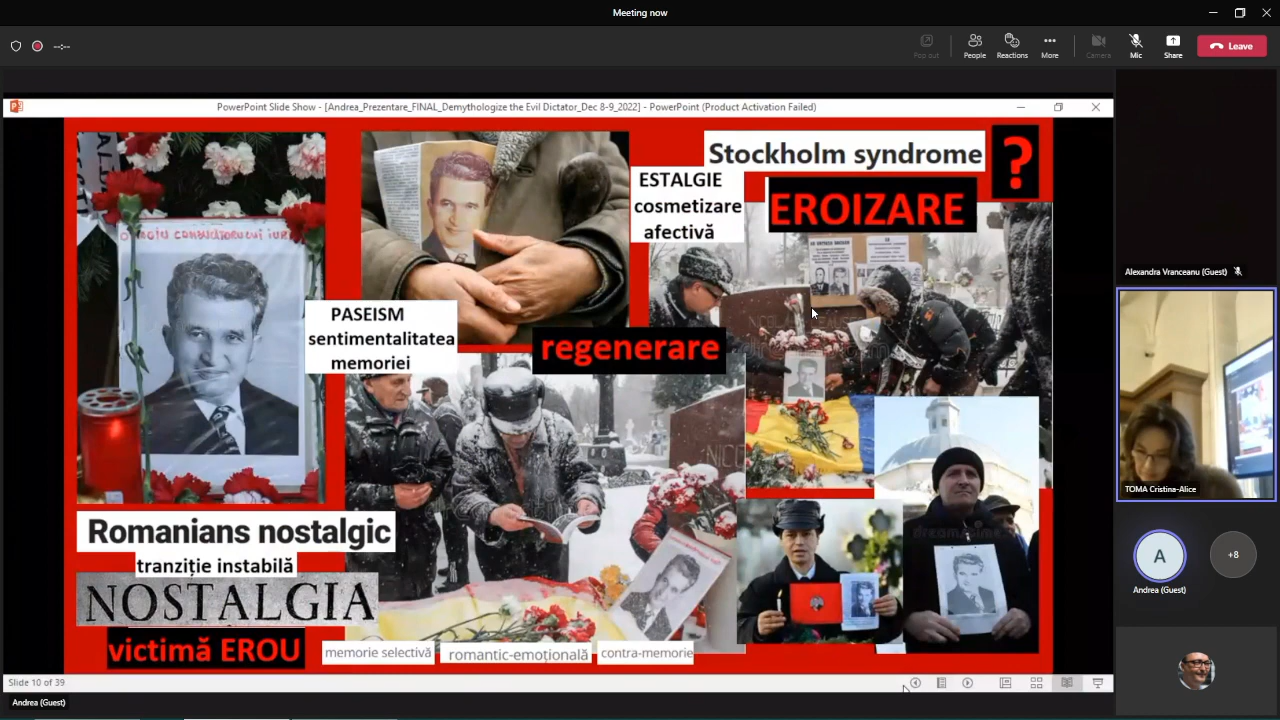 Meeting now
--:--
Pop out
People
Reactions
More
Camera
Mic
Share
Leave
PowerPoint Slide Show - [Andrea_Prezentare_FINAL_Demythologize the Evil Dictator_Dec 8-9_2022] - PowerPoint (Product Activation Failed)
Stockholm syndrome
?
ESTALGIE
cosmetizare
afectivă
EROIZARE
PASEISM
sentimentalitatea
memoriei
regenerare
NICO
Romanians nostalgic
tranziție instabilă
NOSTALGIA
victimă EROU
memorie selectivă
romantic-emoțională
contra-memorie
Slide 10 of 39
Andrea (Guest)
Alexandra Vranceanu (Guest)
TOMA Cristina-Alice
A
Andrea (Guest)
+8